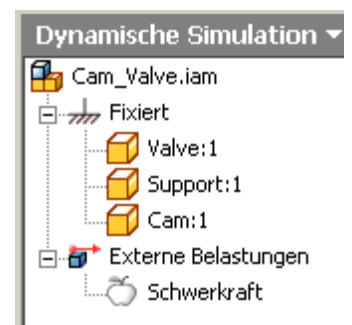 Dynamische Simulation
Cam_Valve.iam
Fixiert
Valve:1
Support:1
Cam:1
Externe Belastungen
Schwerkraft